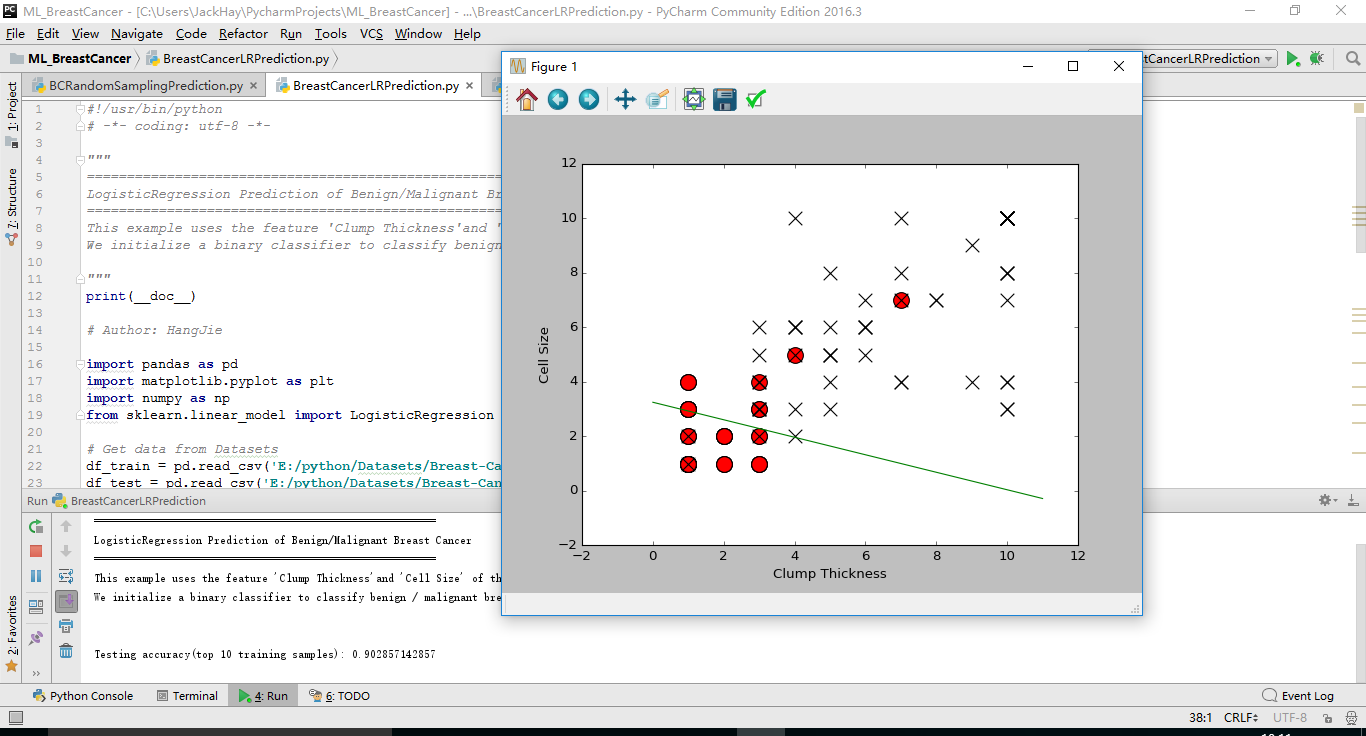 ML_BreastCancer - [C:\Users\JackHay\PycharmProjects\ML_BreastCancer] - ...\BreastCancerLRPrediction.py - PyCharm Community Edition 2016.3
File Edit View Navigate Code Refactor Run Tools VCS Window Help
ML_BreastCancer BreastCancerLRPrediction.py
tCancerLRPrediction
BCRandomSamplingPrediction.py BreastCancerLRPrediction.py
1: Project
7: Structure
2: Favorites
1 #!/usr/bin/python
2 # -*- coding: utf-8 -*-
3
4 """
5 ====================================================
6 LogisticRegression Prediction of Benign/Malignant Br
7 ====================================================
8 This example uses the feature 'Clump Thickness'and '
9 We initialize a binary classifier to classify benign
10
11 """
12 print(__doc__)
13
14 # Author: HangJie
15
16 import pandas as pd
17 import matplotlib.pyplot as plt
18 import numpy as np
19 from sklearn.linear_model import LogisticRegression
20
21 # Get data from Datasets
22 df_train = pd.read_csv('E:/python/Datasets/Breast-Ca
23 df_test = pd.read_csv('E:/python/Datasets/Breast-Can
Figure 1
12
10
8
6
4
2
0
−2
Cell Size
−2 0 2 4 6 8 10 12
Clump Thickness
Run BreastCancerLRPrediction
LogisticRegression Prediction of Benign/Malignant Breast Cancer
This example uses the feature 'Clump Thickness'and 'Cell Size' of th
We initialize a binary classifier to classify benign / malignant bre
Testing accuracy(top 10 training samples): 0.902857142857
Python Console Terminal 4: Run 6: TODO Event Log
38:1 CRLF UTF-8